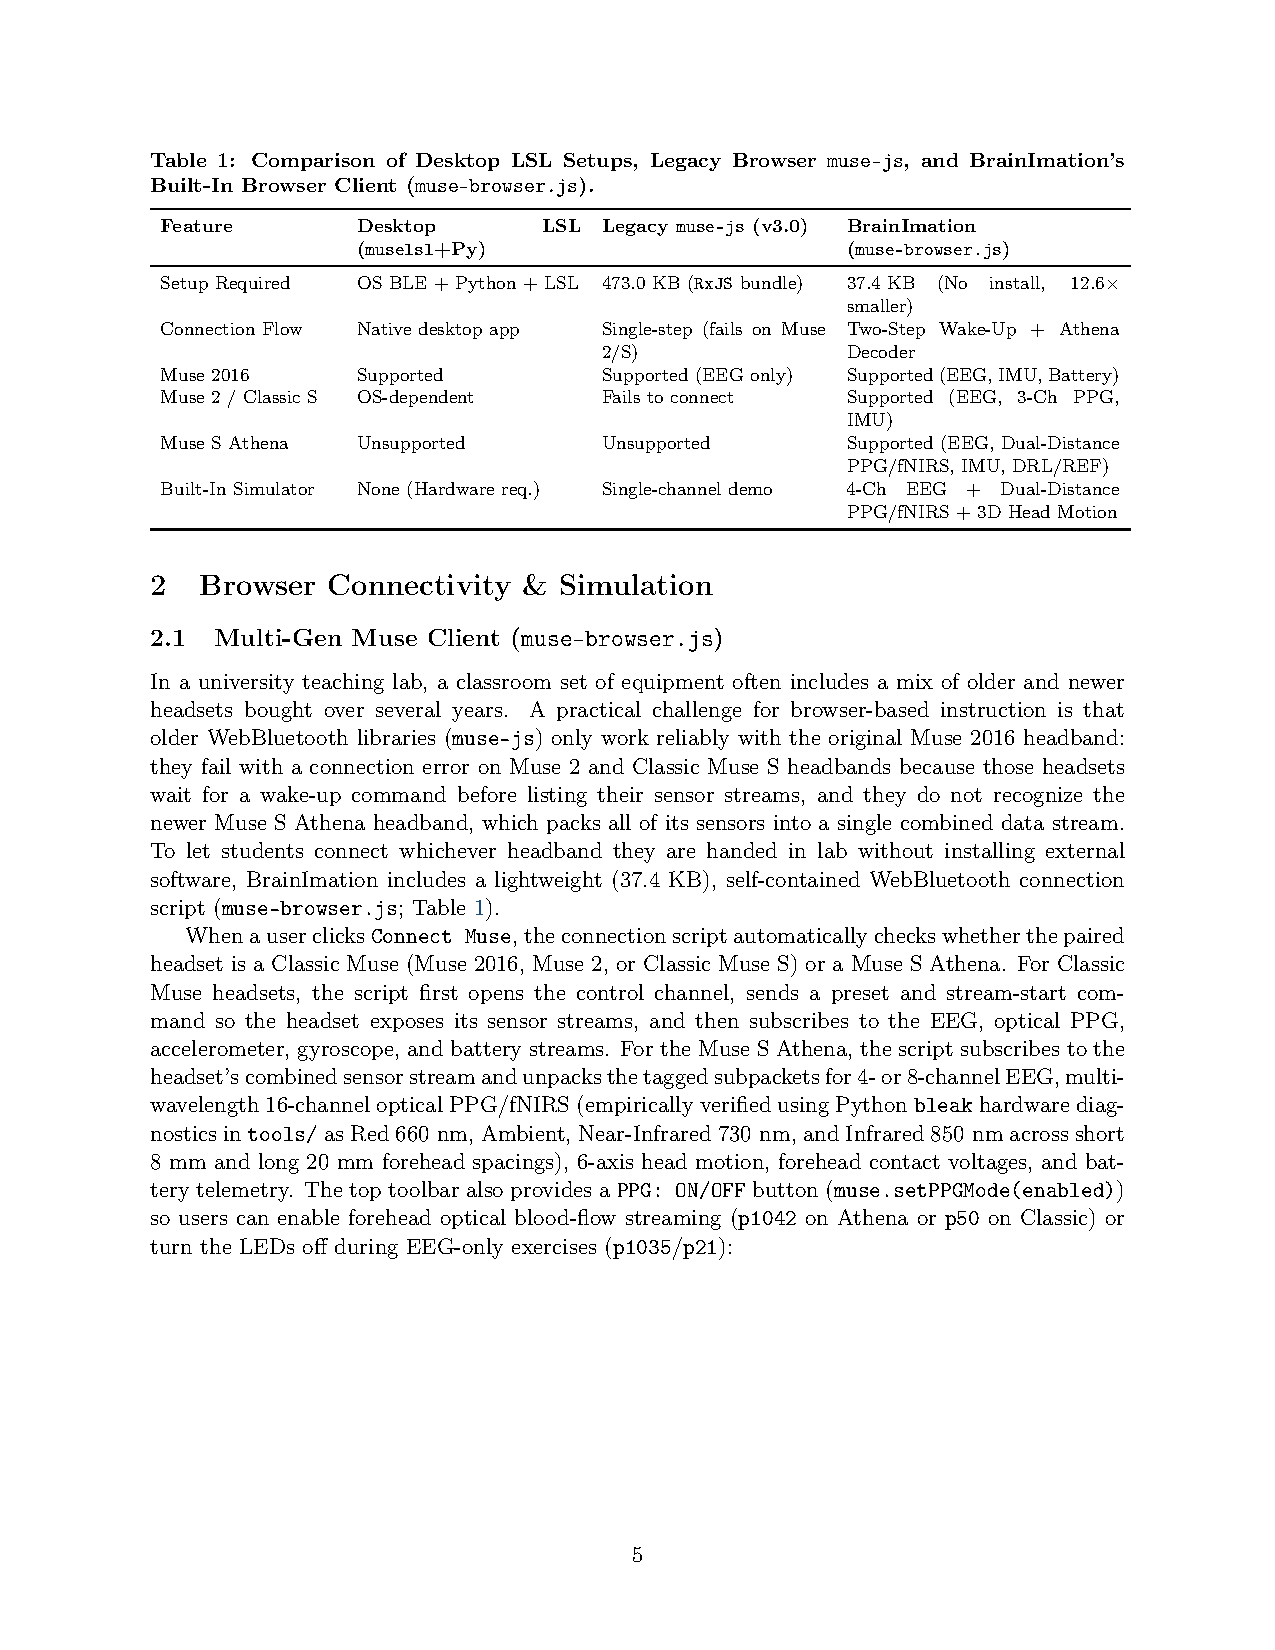 Table 1: Comparison of Desktop LSL Setups, Legacy Browser muse-js, and BrainImation's
Built-In Browser Client (muse-browser.js).
Feature Desktop LSL Legacy muse-js (v3.0) BrainImation
(muselsl+Py) (muse-browser.js)
Setup Required OS BLE + Python + LSL 473.0 KB (RxJS bundle) 37.4 KB (No install, 12.6×
smaller)
Connection Flow Native desktop app Single-step (fails on Muse Two-Step Wake-Up + Athena
2/S) Decoder
Muse 2016 Supported Supported (EEG only) Supported (EEG, IMU, Battery)
Muse 2 / Classic S OS-dependent Fails to connect Supported (EEG, 3-Ch PPG,
IMU)
Muse S Athena Unsupported Unsupported Supported (EEG, Dual-Distance
PPG/fNIRS, IMU, DRL/REF)
Built-In Simulator None (Hardware req.) Single-channel demo 4-Ch EEG + Dual-Distance
PPG/fNIRS + 3D Head Motion
2 Browser Connectivity & Simulation
2.1 Multi-Gen Muse Client (muse-browser.js)
In a university teaching lab, a classroom set of equipment often includes a mix of older and newer
headsets bought over several years. A practical challenge for browser-based instruction is that
older WebBluetooth libraries (muse-js) only work reliably with the original Muse 2016 headband:
they fail with a connection error on Muse 2 and Classic Muse S headbands because those headsets
wait for a wake-up command before listing their sensor streams, and they do not recognize the
newer Muse S Athena headband, which packs all of its sensors into a single combined data stream.
To let students connect whichever headband they are handed in lab without installing external
software, BrainImation includes a lightweight (37.4 KB), self-contained WebBluetooth connection
script (muse-browser.js; Table 1).
When a user clicks Connect Muse, the connection script automatically checks whether the paired
headset is a Classic Muse (Muse 2016, Muse 2, or Classic Muse S) or a Muse S Athena. For Classic
Muse headsets, the script first opens the control channel, sends a preset and stream-start com-
mand so the headset exposes its sensor streams, and then subscribes to the EEG, optical PPG,
accelerometer, gyroscope, and battery streams. For the Muse S Athena, the script subscribes to the
headset's combined sensor stream and unpacks the tagged subpackets for 4- or 8-channel EEG, multi-
wavelength 16-channel optical PPG/fNIRS (empirically verified using Python bleak hardware diag-
nostics in tools/ as Red 660 nm, Ambient, Near-Infrared 730 nm, and Infrared 850 nm across short
8 mm and long 20 mm forehead spacings), 6-axis head motion, forehead contact voltages, and bat-
tery telemetry. The top toolbar also provides a PPG: ON/OFF button (muse.setPPGMode(enabled))
so users can enable forehead optical blood-flow streaming (p1042 on Athena or p50 on Classic) or
turn the LEDs off during EEG-only exercises (p1035/p21):
5